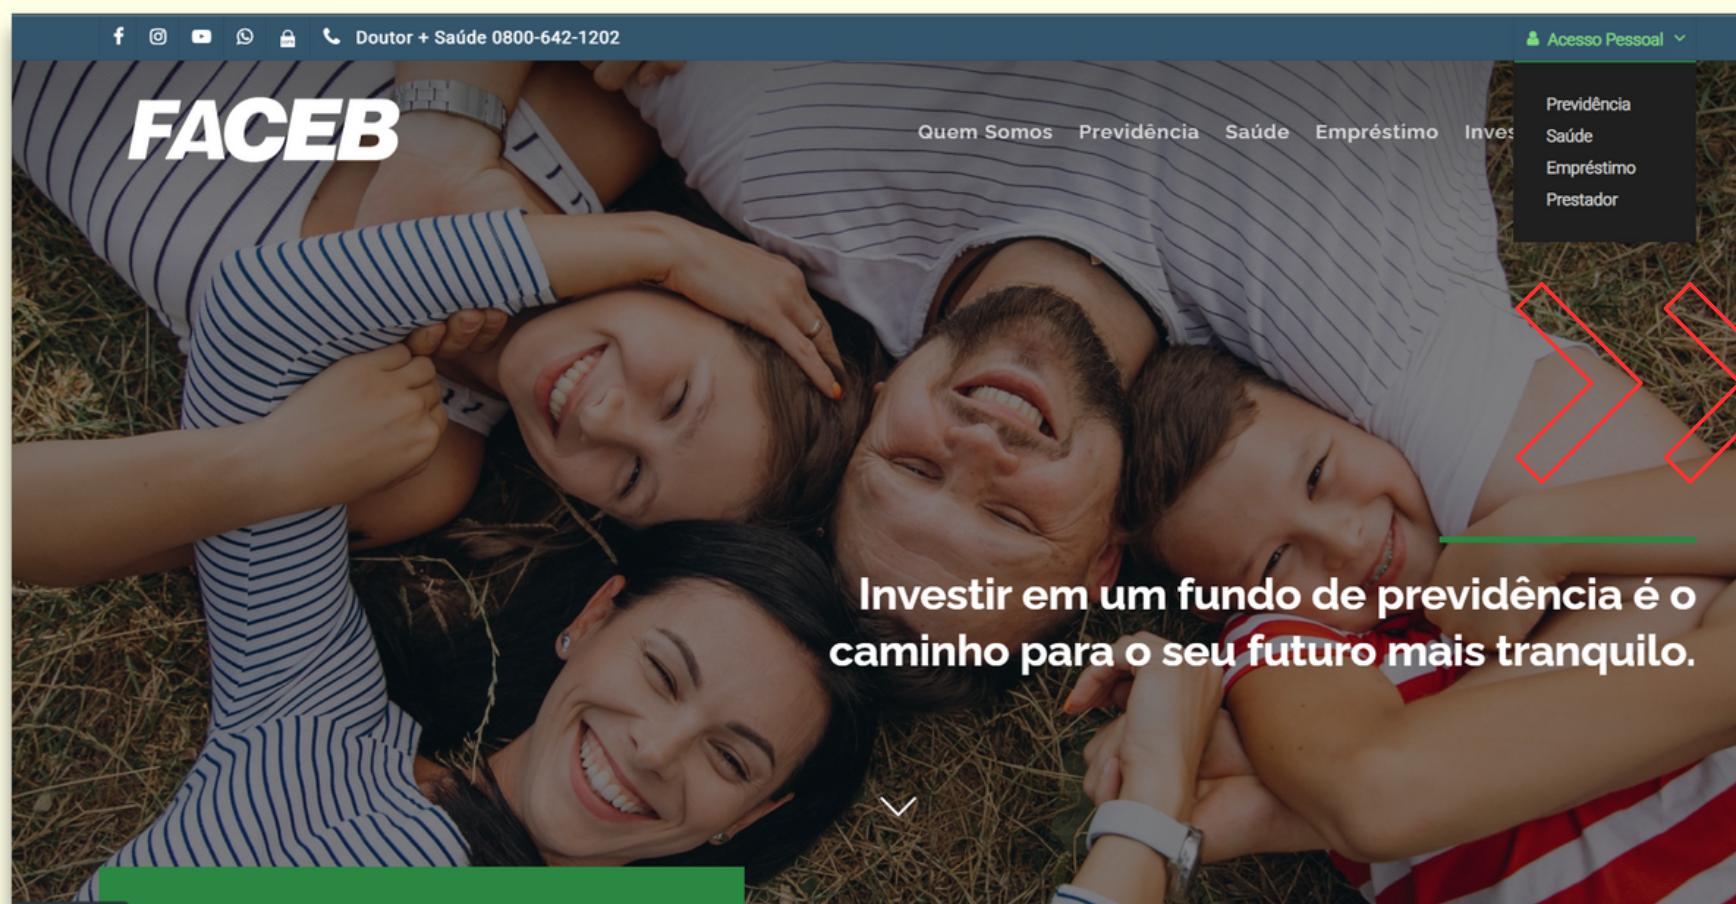 Doutor + Saúde 0800-642-1202
Acesso Pessoal
FACEB
Quem Somos Previdência Saúde Empréstimo Inves
Previdência
Saúde
Empréstimo
Prestador
Investir em um fundo de previdência é o
caminho para o seu futuro mais tranquilo.